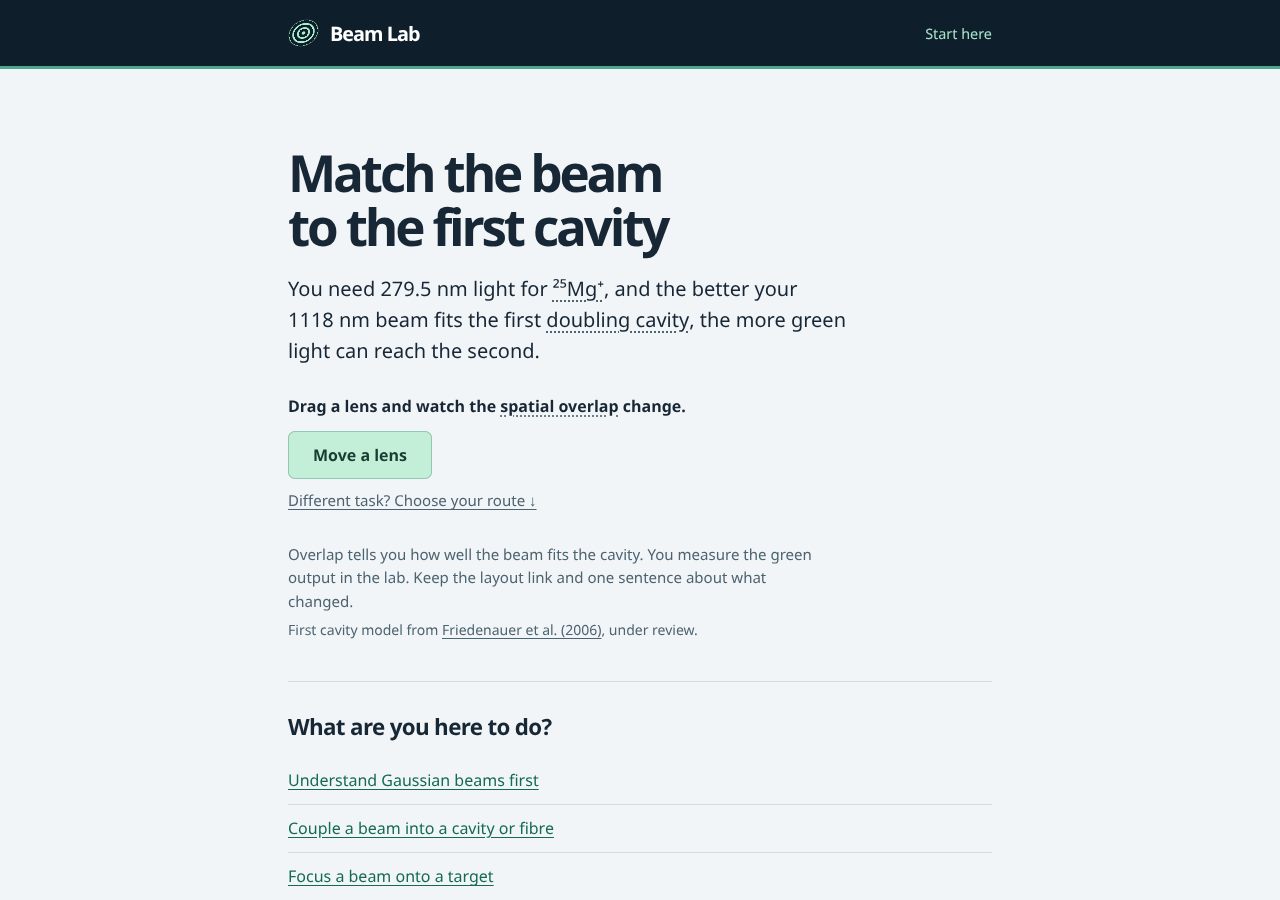 Beam Lab
Start here
Match the beam
to the first cavity
You need 279.5 nm light for ²⁵Mg⁺, and the better your
1118 nm beam fits the first doubling cavity, the more green
light can reach the second.
Drag a lens and watch the spatial overlap change.
Move a lens
Different task? Choose your route ↓
Overlap tells you how well the beam fits the cavity. You measure the green
output in the lab. Keep the layout link and one sentence about what
changed.
First cavity model from Friedenauer et al. (2006), under review.
What are you here to do?
Understand Gaussian beams first
Couple a beam into a cavity or fibre
Focus a beam onto a target